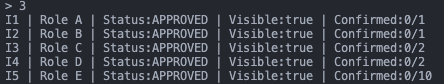 > 3
I1 | Role A | Status:APPROVED | Visible:true | Confirmed:0/1
I2 | Role B | Status:APPROVED | Visible:true | Confirmed:0/1
I3 | Role C | Status:APPROVED | Visible:true | Confirmed:0/2
I4 | Role D | Status:APPROVED | Visible:true | Confirmed:0/2
I5 | Role E | Status:APPROVED | Visible:true | Confirmed:0/10